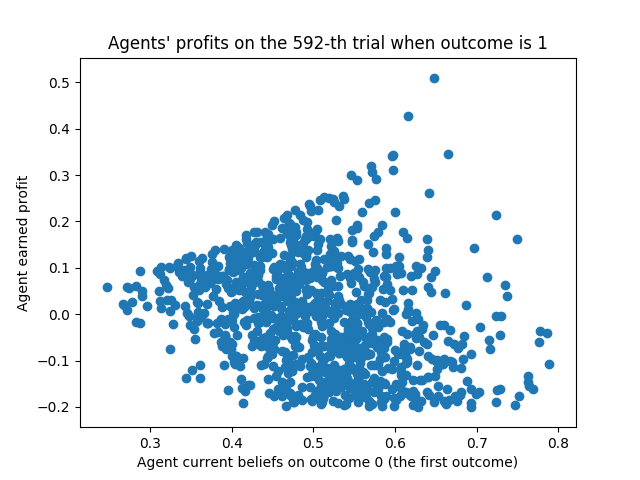 Agents' profits on the 592-th trial when outcome is 1
Agent earned profit
0.5
0.4
0.3
0.2
0.1
0.0
−0.1
−0.2
0.3 0.4 0.5 0.6 0.7 0.8
Agent current beliefs on outcome 0 (the first outcome)